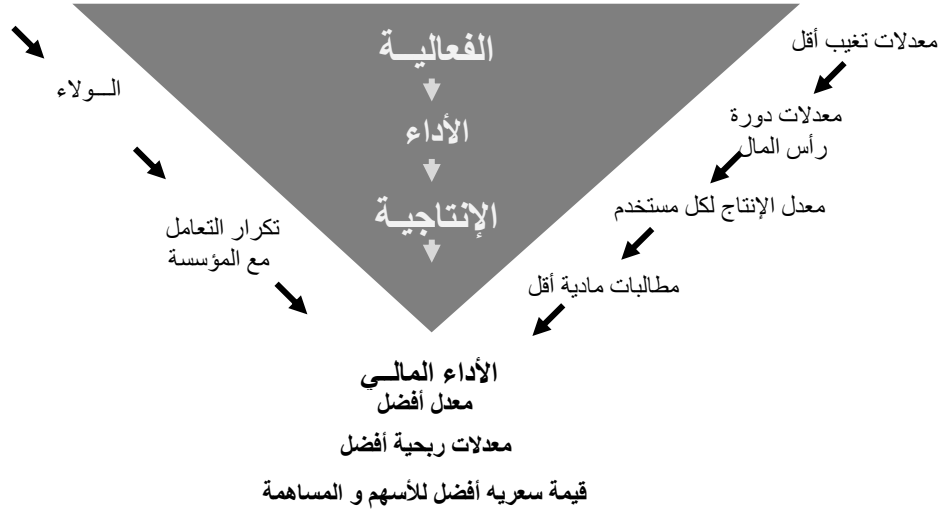 الفعاليــة
معدلات تغيب أقل
الــولاء
معدلات دورة
رأس المال
الأداء
معدل الإنتاج لكل مستخدم
الإنتاجيـة
تكرار التعامل
مع المؤسسة
مطالبات مادية أقل
الأداء المالــي
معدل أفضل
معدلات ربحية أفضل
قيمة سعريه أفضل للأسهم و المساهمة